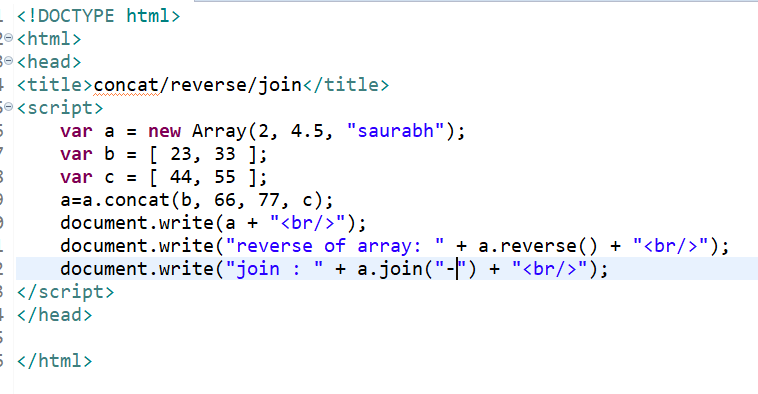 <!DOCTYPE html>
<html>
<head>
<title>concat/reverse/join</title>
<script>
    var a = new Array(2, 4.5, "saurabh");
    var b = [ 23, 33 ];
    var c = [ 44, 55 ];
    a=a.concat(b, 66, 77, c);
    document.write(a + "<br/>");
    document.write("reverse of array: " + a.reverse() + "<br/>");
    document.write("join : " + a.join("-") + "<br/>");
</script>
</head>
</html>